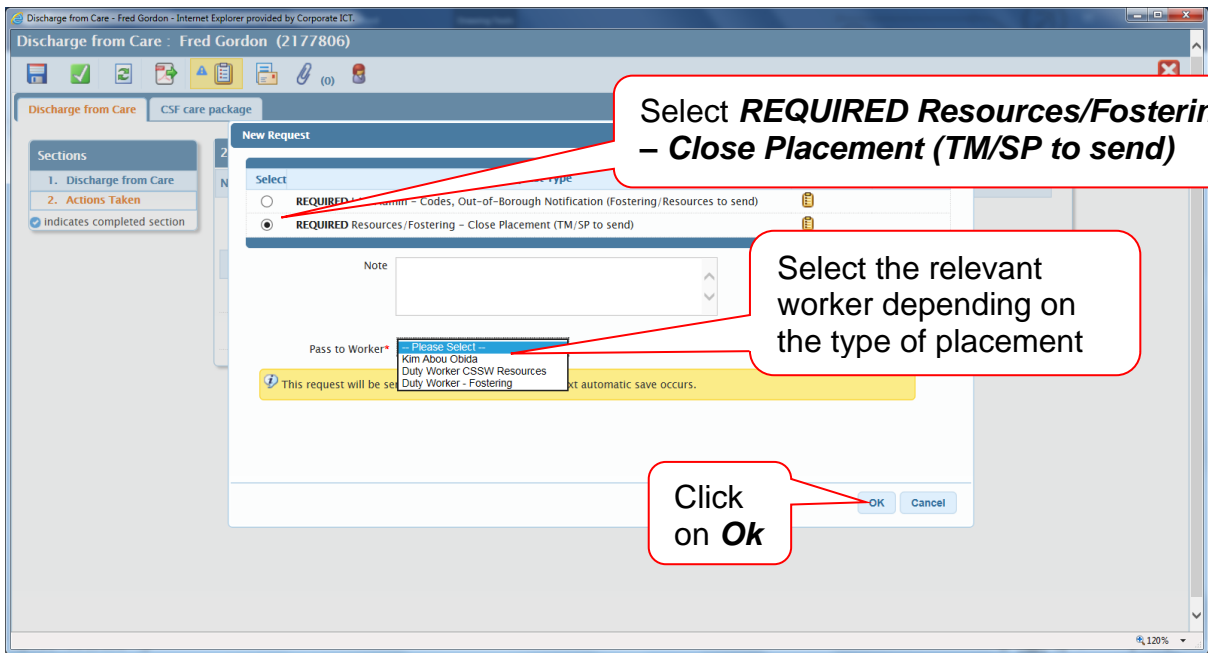 Discharge from Care - Fred Gordon - Internet Explorer provided by Corporate ICT.
Discharge from Care : Fred Gordon (2177806)
(0)
Discharge from Care CSF care package
Select REQUIRED Resources/Fosterin
– Close Placement (TM/SP to send)
New Request
Sections
2
1. Discharge from Care
N
2. Actions Taken
indicates completed section
Select Type
REQUIRED – Codes, Out-of-Borough Notification (Fostering/Resources to send)
REQUIRED Resources/Fostering – Close Placement (TM/SP to send)
Note
Select the relevant
worker depending on
the type of placement
Pass to Worker* -- Please Select --
Kim Abou Obida
Duty Worker CSSW Resources
Duty Worker - Fostering
This request will be xt automatic save occurs.
Click
on Ok
OK Cancel
120%